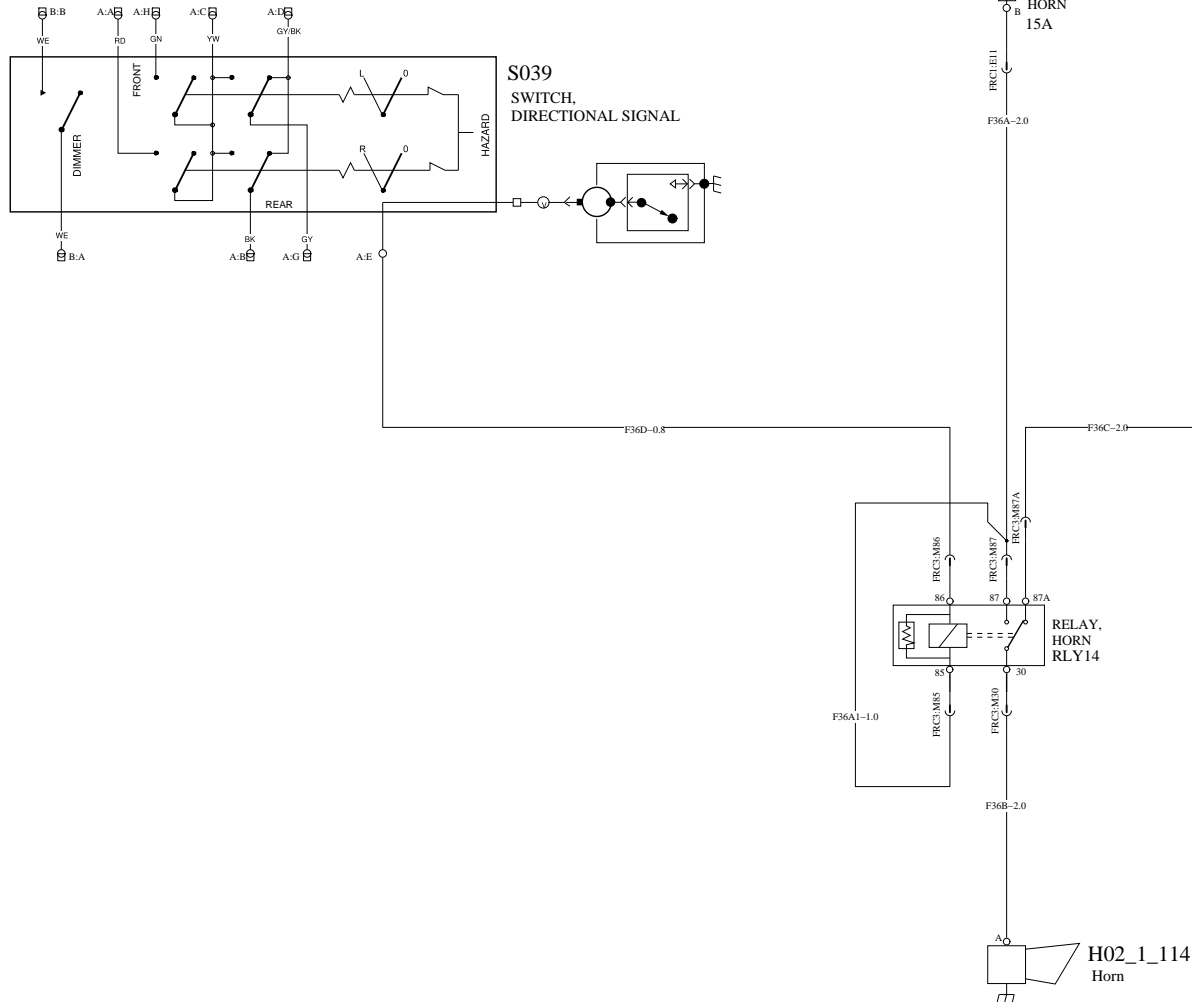 B:B
A:A
A:H
A:C
A:D
WE
RD
GN
YW
GY/BK
B
HORN
15A
FRC1:E11
F36A-2.0
FRONT
DIMMER
L
0
R
0
HAZARD
REAR
S039
SWITCH,
DIRECTIONAL SIGNAL
V
WE
BK
GY
B:A
A:B
A:G
A:E
F36D-0.8
F36C-2.0
FRC3:M86
FRC3:M87
FRC3:M87A
86
87
87A
RELAY,
HORN
RLY14
85
30
FRC3:M85
FRC3:M30
F36A1-1.0
F36B-2.0
A
H02_1_114
Horn